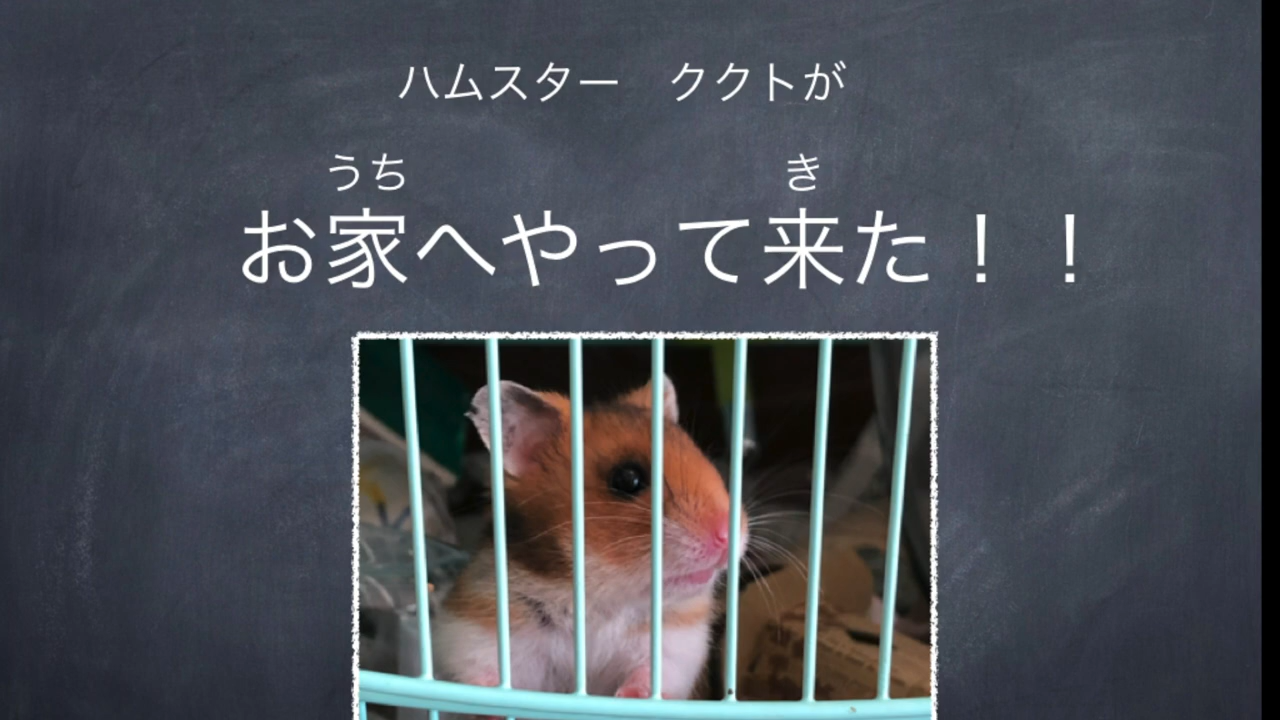 ハムスター　ククトが
うち　き
お家へやって来た！！